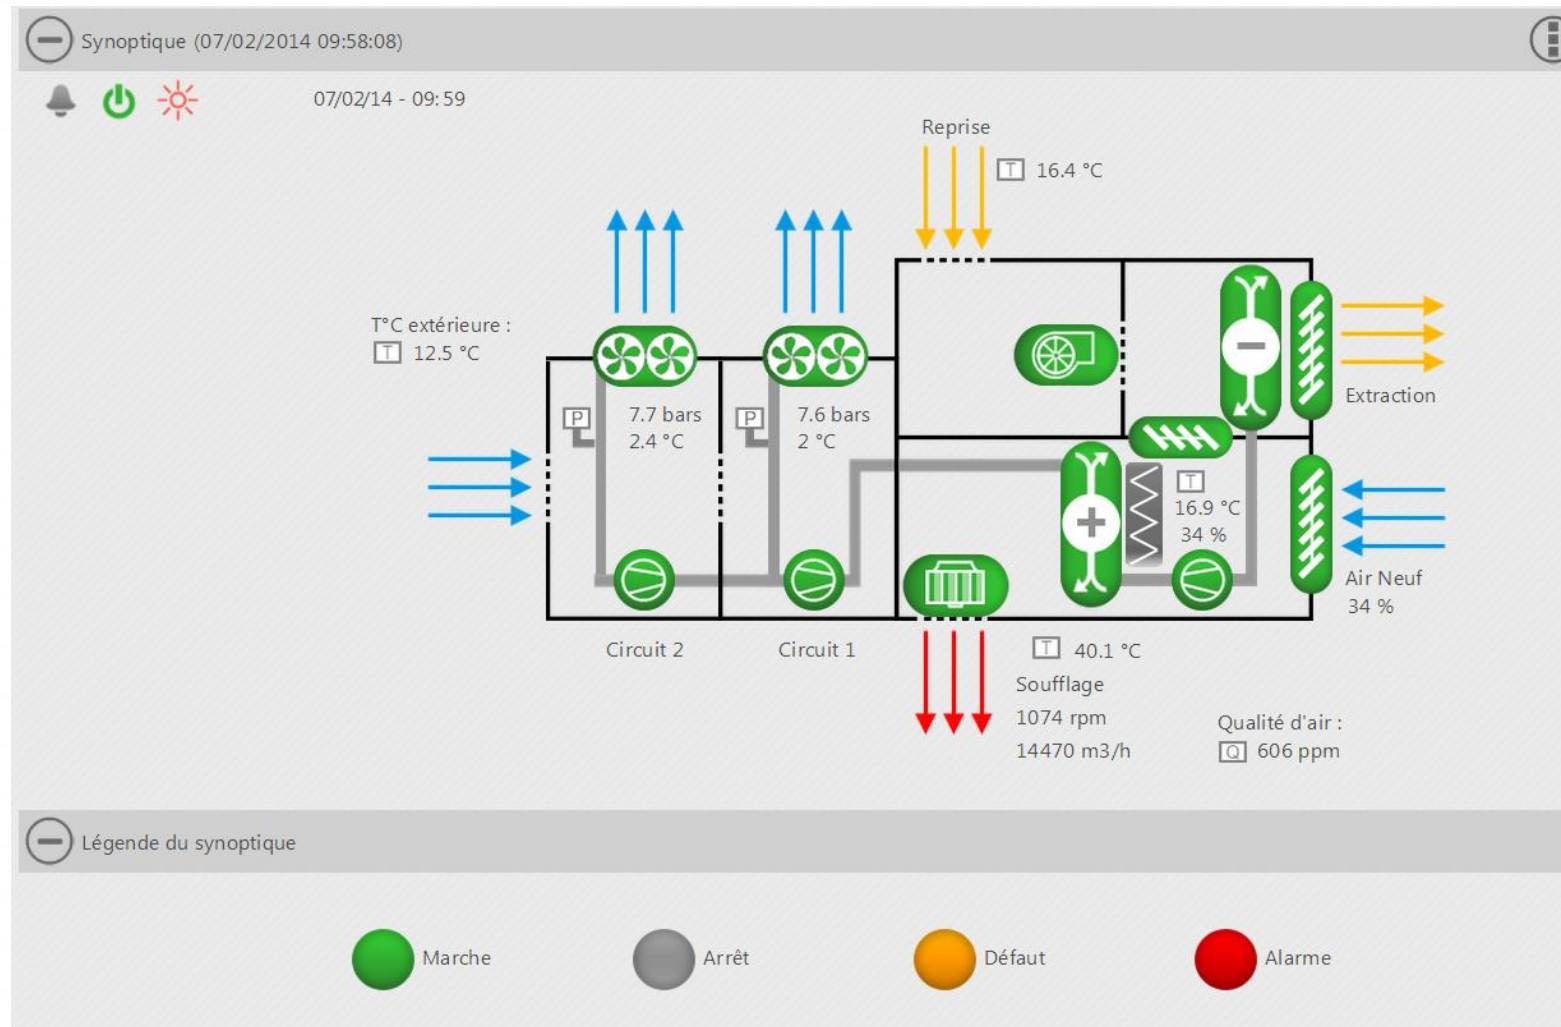 Synoptique (07/02/2014 09:58:08)
07/02/14 - 09:59
Reprise
T 16.4 °C
T°C extérieure :
T 12.5 °C
P 7.7 bars
2.4 °C
P 7.6 bars
2 °C
Extraction
T
16.9 °C
34 %
Air Neuf
34 %
Circuit 2
Circuit 1
T 40.1 °C
Soufflage
1074 rpm
14470 m3/h
Qualité d'air :
Q 606 ppm
Légende du synoptique
Marche
Arrêt
Défaut
Alarme